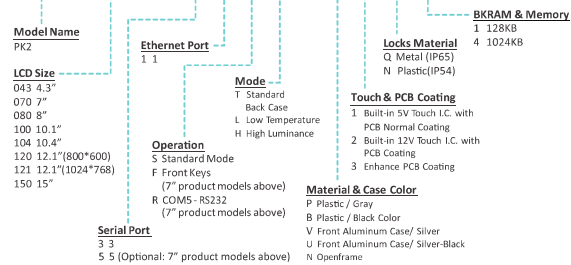 Model Name
PK2
LCD Size
043 4.3”
070 7”
080 8”
100 10.1”
104 10.4”
120 12.1”(800*600)
121 12.1”(1024*768)
150 15”
Serial Port
3 3
5 5 (Optional: 7” product models above)
Ethernet Port
1 1
Operation
S Standard Mode
F Front Keys
(7” product models above)
R COM5 - RS232
(7” product models above)
Mode
T Standard
Back Case
L Low Temperature
H High Luminance
Material & Case Color
P Plastic / Gray
B Plastic / Black Color
V Front Aluminum Case/ Silver
U Front Aluminum Case/ Silver-Black
N Openframe
Touch & PCB Coating
1 Built-in 5V Touch I.C. with
PCB Normal Coating
2 Built-in 12V Touch I.C. with
PCB Coating
3 Enhance PCB Coating
Locks Material
Q Metal (IP65)
N Plastic(IP54)
BKRAM & Memory
1 128KB
4 1024KB